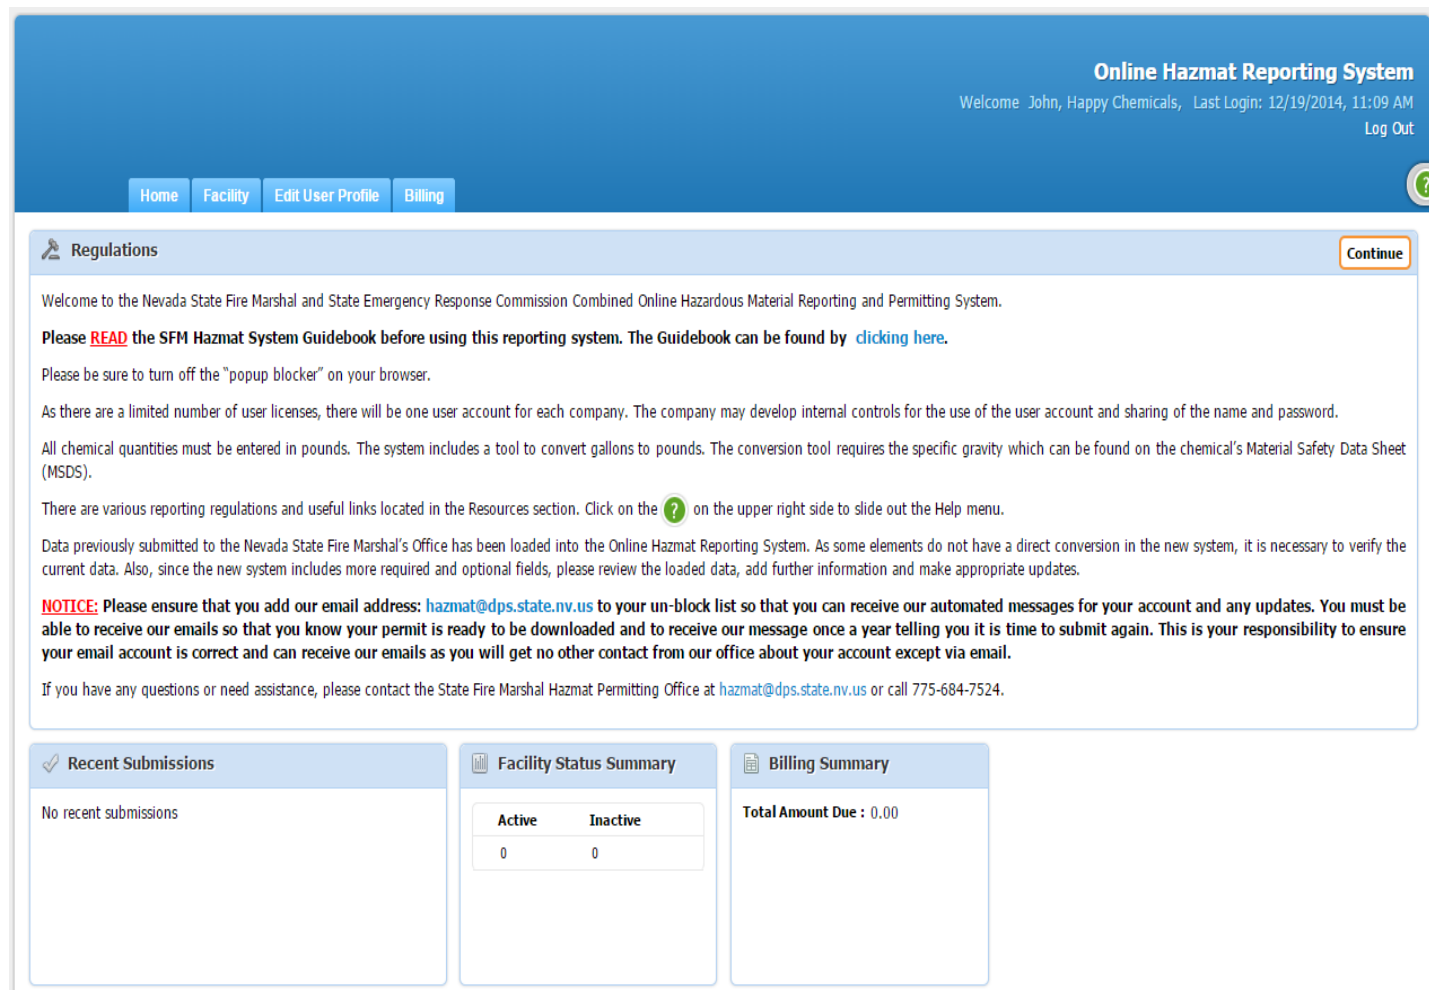 Online Hazmat Reporting System
Welcome John, Happy Chemicals, Last Login: 12/19/2014, 11:09 AM
Log Out
Home Facility Edit User Profile Billing
?
Regulations
Continue
Welcome to the Nevada State Fire Marshal and State Emergency Response Commission Combined Online Hazardous Material Reporting and Permitting System.
Please READ the SFM Hazmat System Guidebook before using this reporting system. The Guidebook can be found by clicking here.
Please be sure to turn off the “popup blocker” on your browser.
As there are a limited number of user licenses, there will be one user account for each company. The company may develop internal controls for the use of the user account and sharing of the name and password.
All chemical quantities must be entered in pounds. The system includes a tool to convert gallons to pounds. The conversion tool requires the specific gravity which can be found on the chemical’s Material Safety Data Sheet
(MSDS).
There are various reporting regulations and useful links located in the Resources section. Click on the ? on the upper right side to slide out the Help menu.
Data previously submitted to the Nevada State Fire Marshal’s Office has been loaded into the Online Hazmat Reporting System. As some elements do not have a direct conversion in the new system, it is necessary to verify the
current data. Also, since the new system includes more required and optional fields, please review the loaded data, add further information and make appropriate updates.
NOTICE: Please ensure that you add our email address: hazmat@dps.state.nv.us to your un-block list so that you can receive our automated messages for your account and any updates. You must be
able to receive our emails so that you know your permit is ready to be downloaded and to receive our message once a year telling you it is time to submit again. This is your responsibility to ensure
your email account is correct and can receive our emails as you will get no other contact from our office about your account except via email.
If you have any questions or need assistance, please contact the State Fire Marshal Hazmat Permitting Office at hazmat@dps.state.nv.us or call 775-684-7524.
Recent Submissions
No recent submissions
Facility Status Summary
Active Inactive
0 0
Billing Summary
Total Amount Due : 0.00